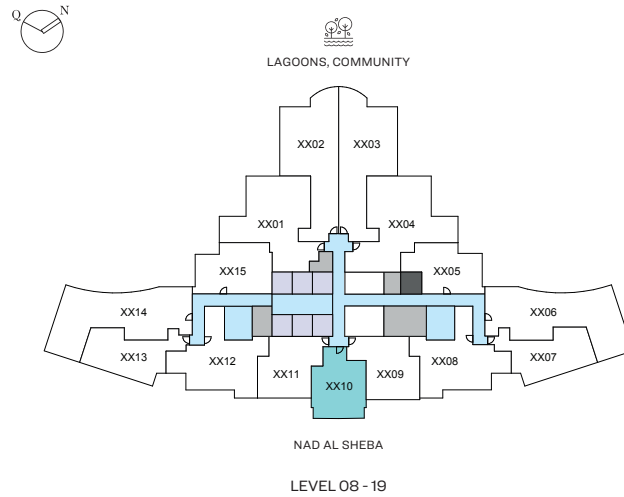 Q N
LAGOONS, COMMUNITY
XX02 XX03
XX01 XX04
XX15 XX05
XX14 XX06
XX13 XX12 XX11 XX10 XX09 XX08 XX07
NAD AL SHEBA
LEVEL 08 - 19